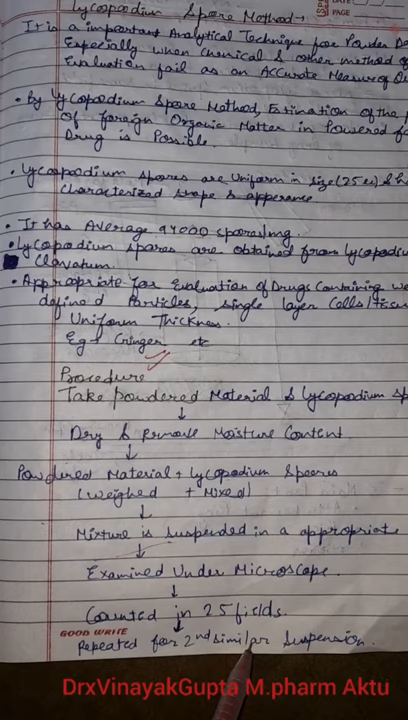 Lycopodium Spore Method →
PAGE
It is a important Analytical Technique for Powder
Especially when chemical & other method of
Evaluation fail as an Accurate Measure of
• By Lycopodium Spore Method, Estimation of the
of foreign Organic Matter in Powered
Drug is Possible.
• Lycopodium spores are Uniform in size (25 u) &
Characterized shape & apperance
• It has Average 94000 spores/mg.
• Lycopodium spores are obtained from
Clavatum.
• Appropriate for Evaluation of Drugs Containing
defined Particles, single layer Cells/
Uniform Thickness.
Eg → Ginger etc
Procedure
Take powdered Material & Lycopodium
↓
Dry & Remove Moisture Content.
↓
Powdered Material + Lycopodium Spores
(weighed + Mixed)
↓
Mixture is suspended in a appropriate
↓
Examined Under Microscope.
↓
Counted in 25 fields.
↓
GOOD WRITE
Repeated for 2nd similar Suspension.
DrxVinayakGupta M.pharm Aktu